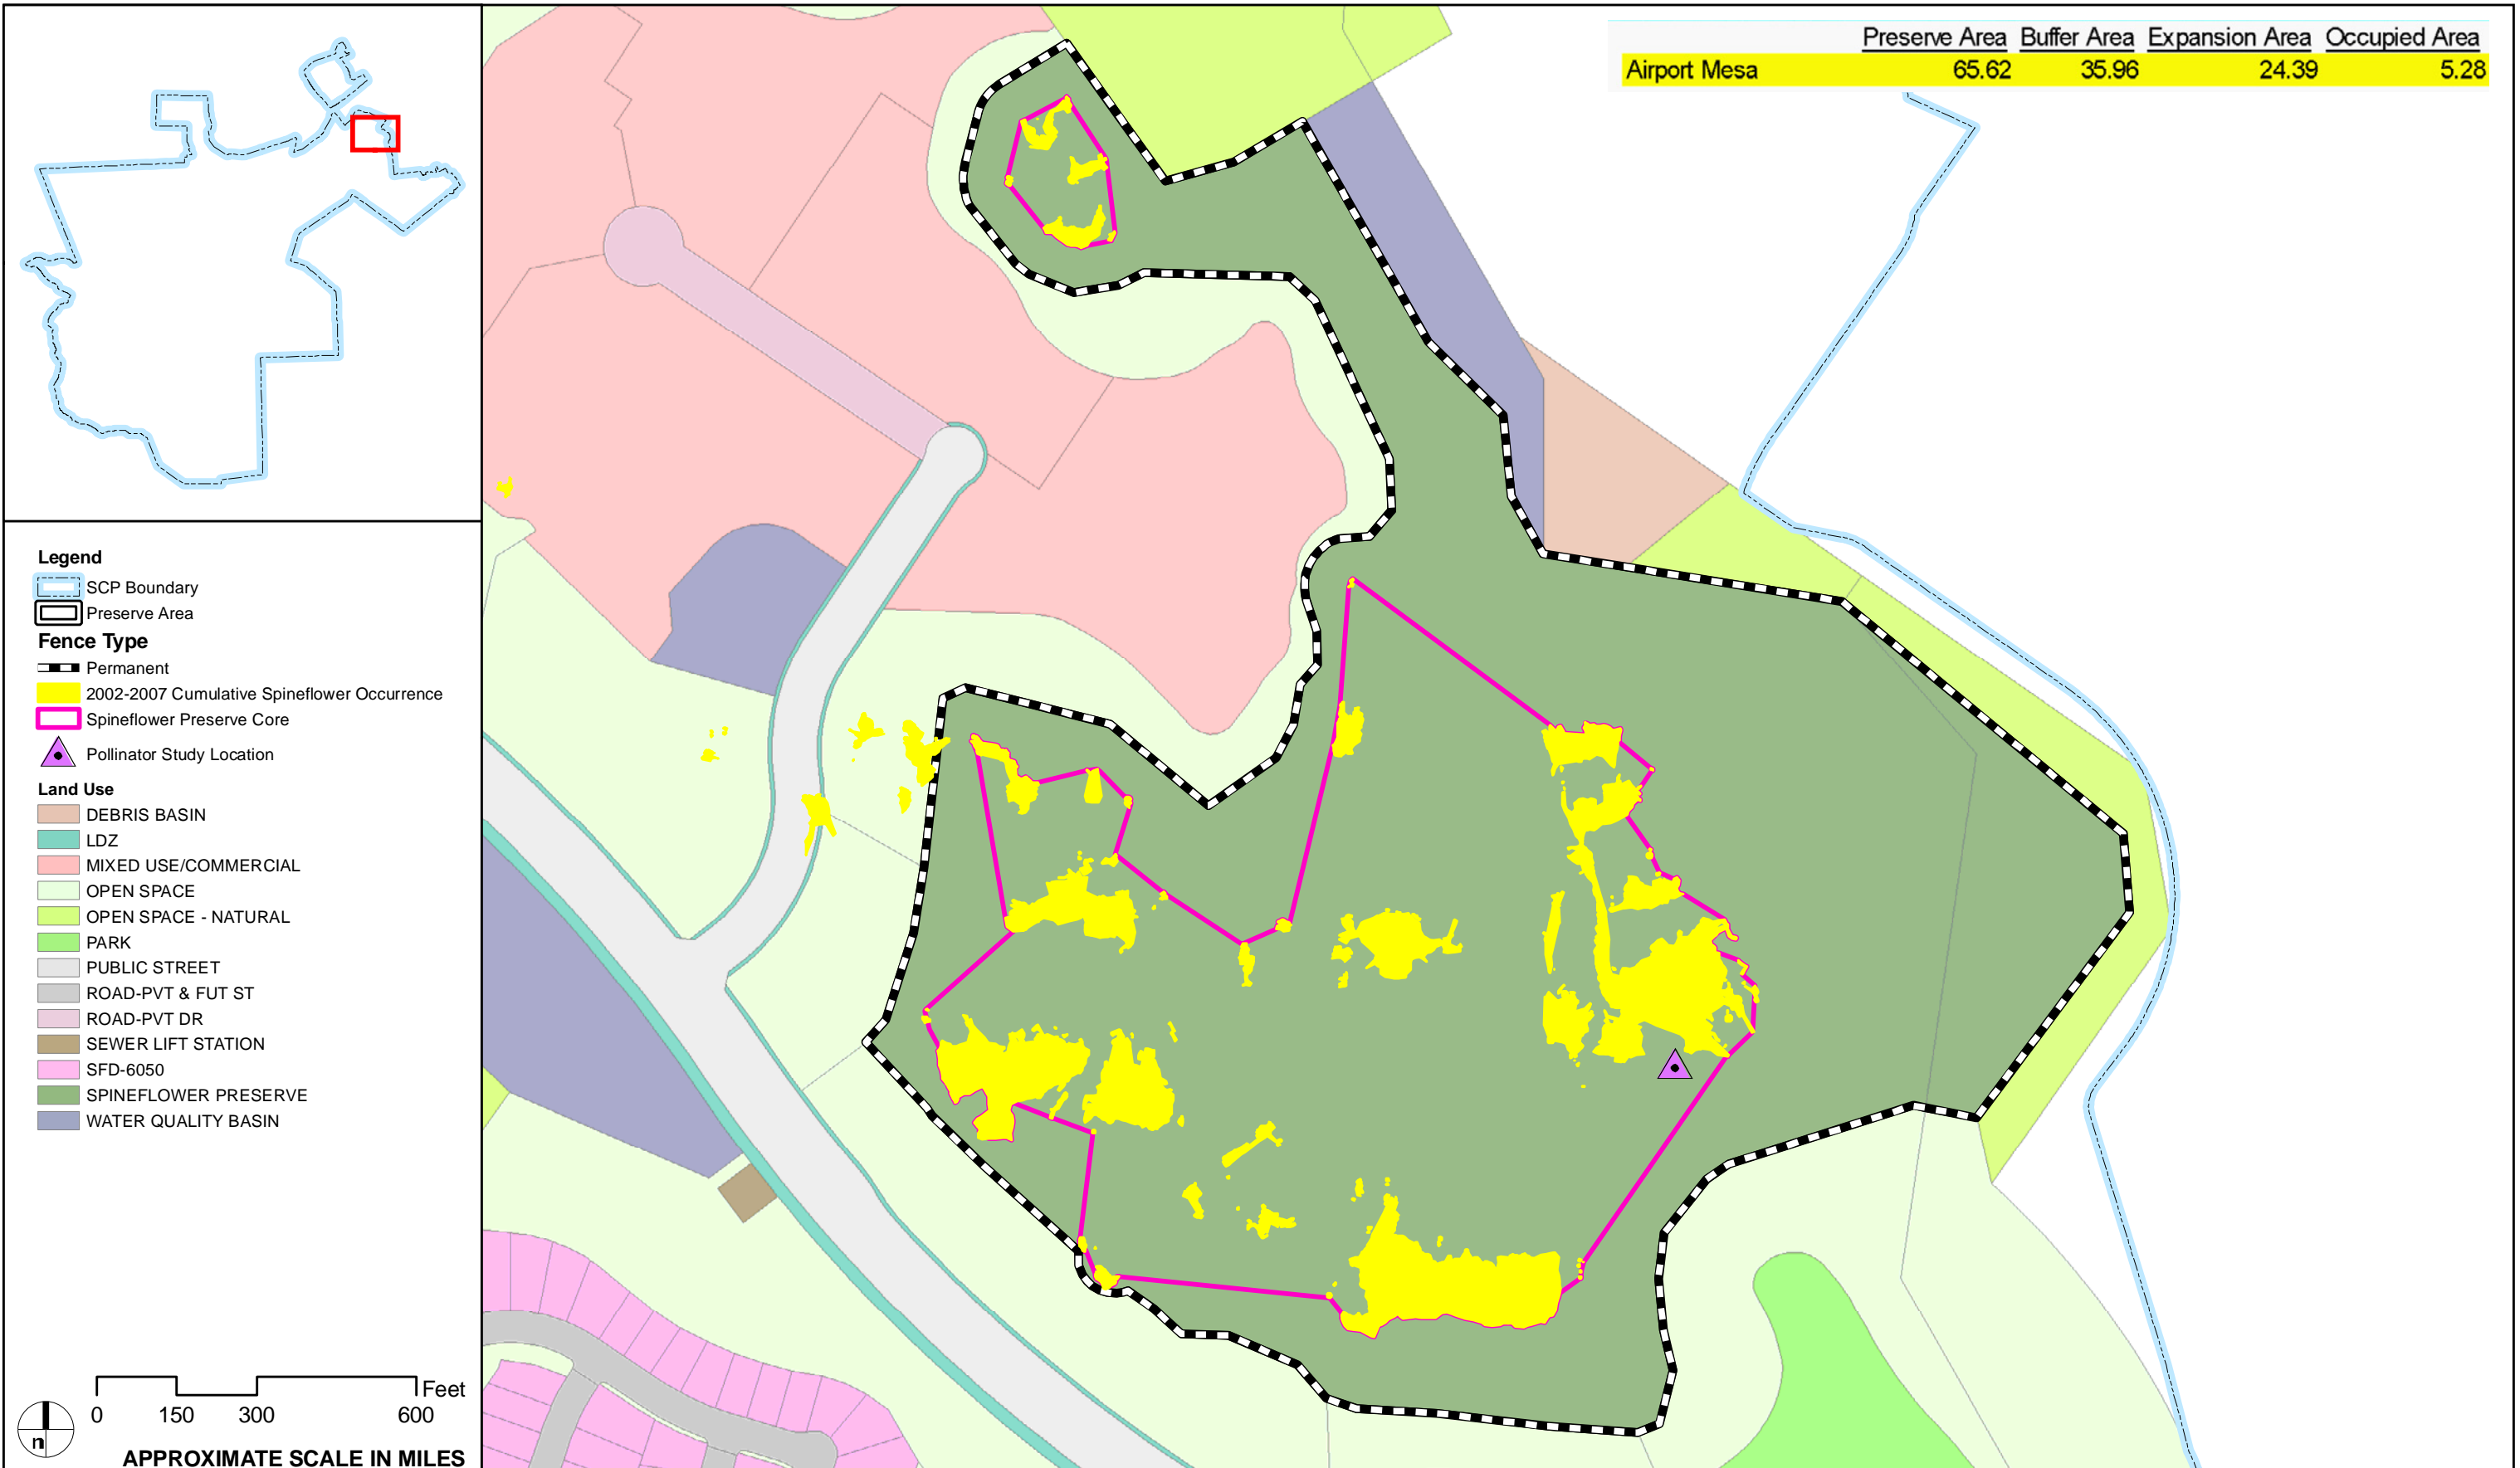 Preserve Area Buffer Area Expansion Area Occupied Area
Airport Mesa 65.62 35.96 24.39 5.28
Legend
SCP Boundary
Preserve Area
Fence Type
Permanent
2002-2007 Cumulative Spineflower Occurrence
Spineflower Preserve Core
Pollinator Study Location
Land Use
DEBRIS BASIN
LDZ
MIXED USE/COMMERCIAL
OPEN SPACE
OPEN SPACE - NATURAL
PARK
PUBLIC STREET
ROAD-PVT & FUT ST
ROAD-PVT DR
SEWER LIFT STATION
SFD-6050
SPINEFLOWER PRESERVE
WATER QUALITY BASIN
Feet
0 150 300 600
n
APPROXIMATE SCALE IN MILES